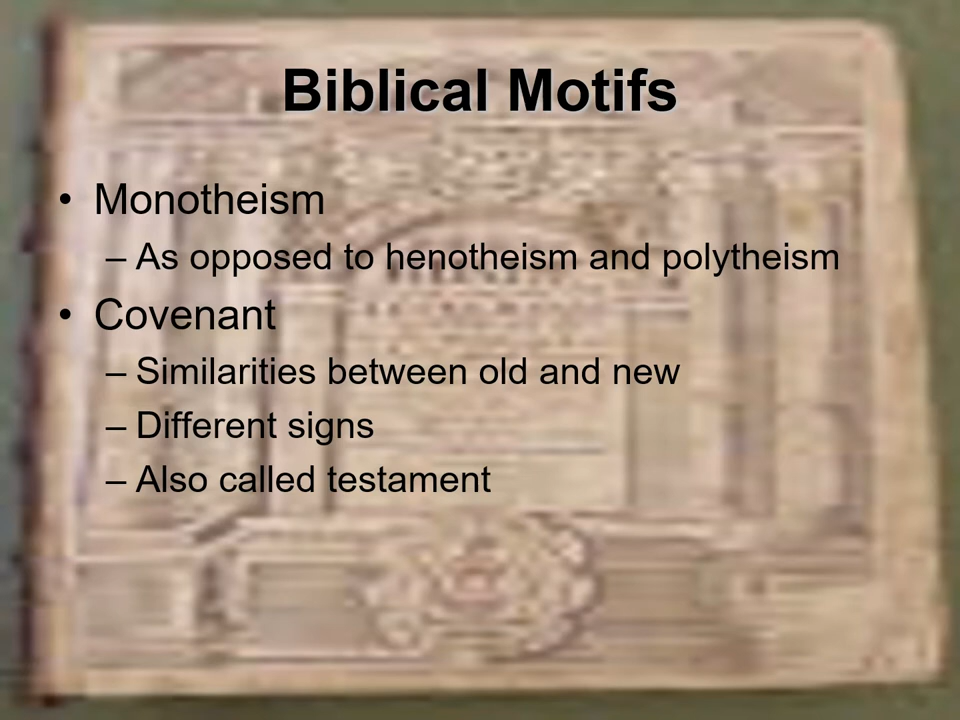 Biblical Motifs
• Monotheism
– As opposed to henotheism and polytheism
• Covenant
– Similarities between old and new
– Different signs
– Also called testament